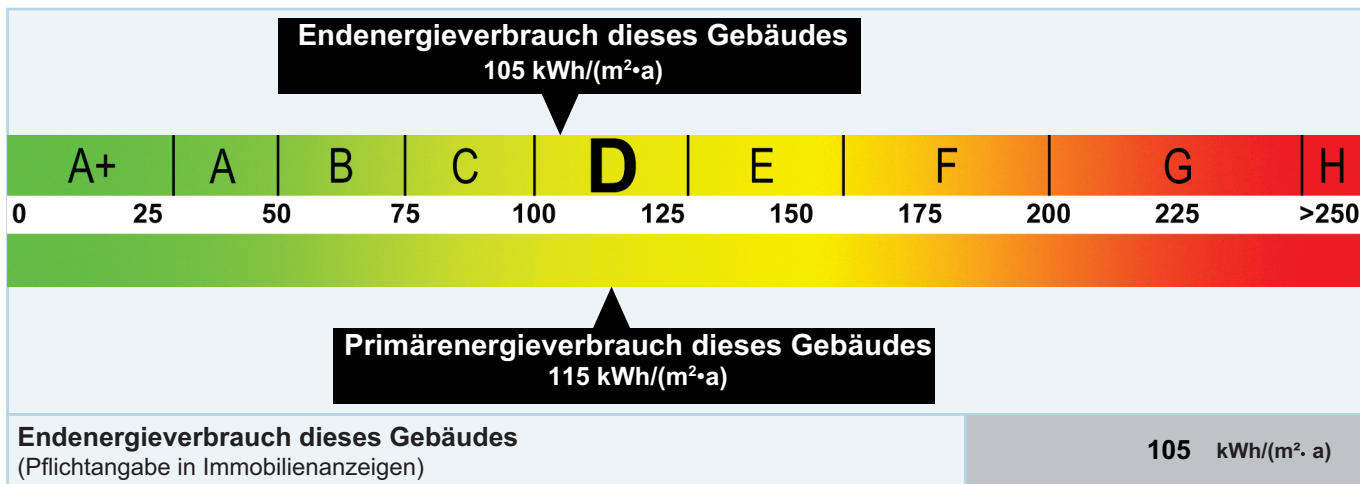 Endenergieverbrauch dieses Gebäudes
105 kWh/(m²•a)
A+ A B C D E F G H
0 25 50 75 100 125 150 175 200 225 >250
Primärenergieverbrauch dieses Gebäudes
115 kWh/(m²•a)
Endenergieverbrauch dieses Gebäudes
(Pflichtangabe in Immobilienanzeigen)
105 kWh/(m²· a)